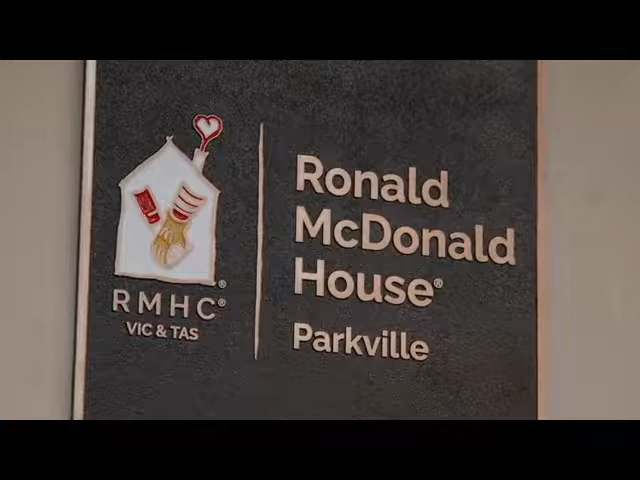 RMHC®
VIC & TAS
Ronald
McDonald
House®
Parkville